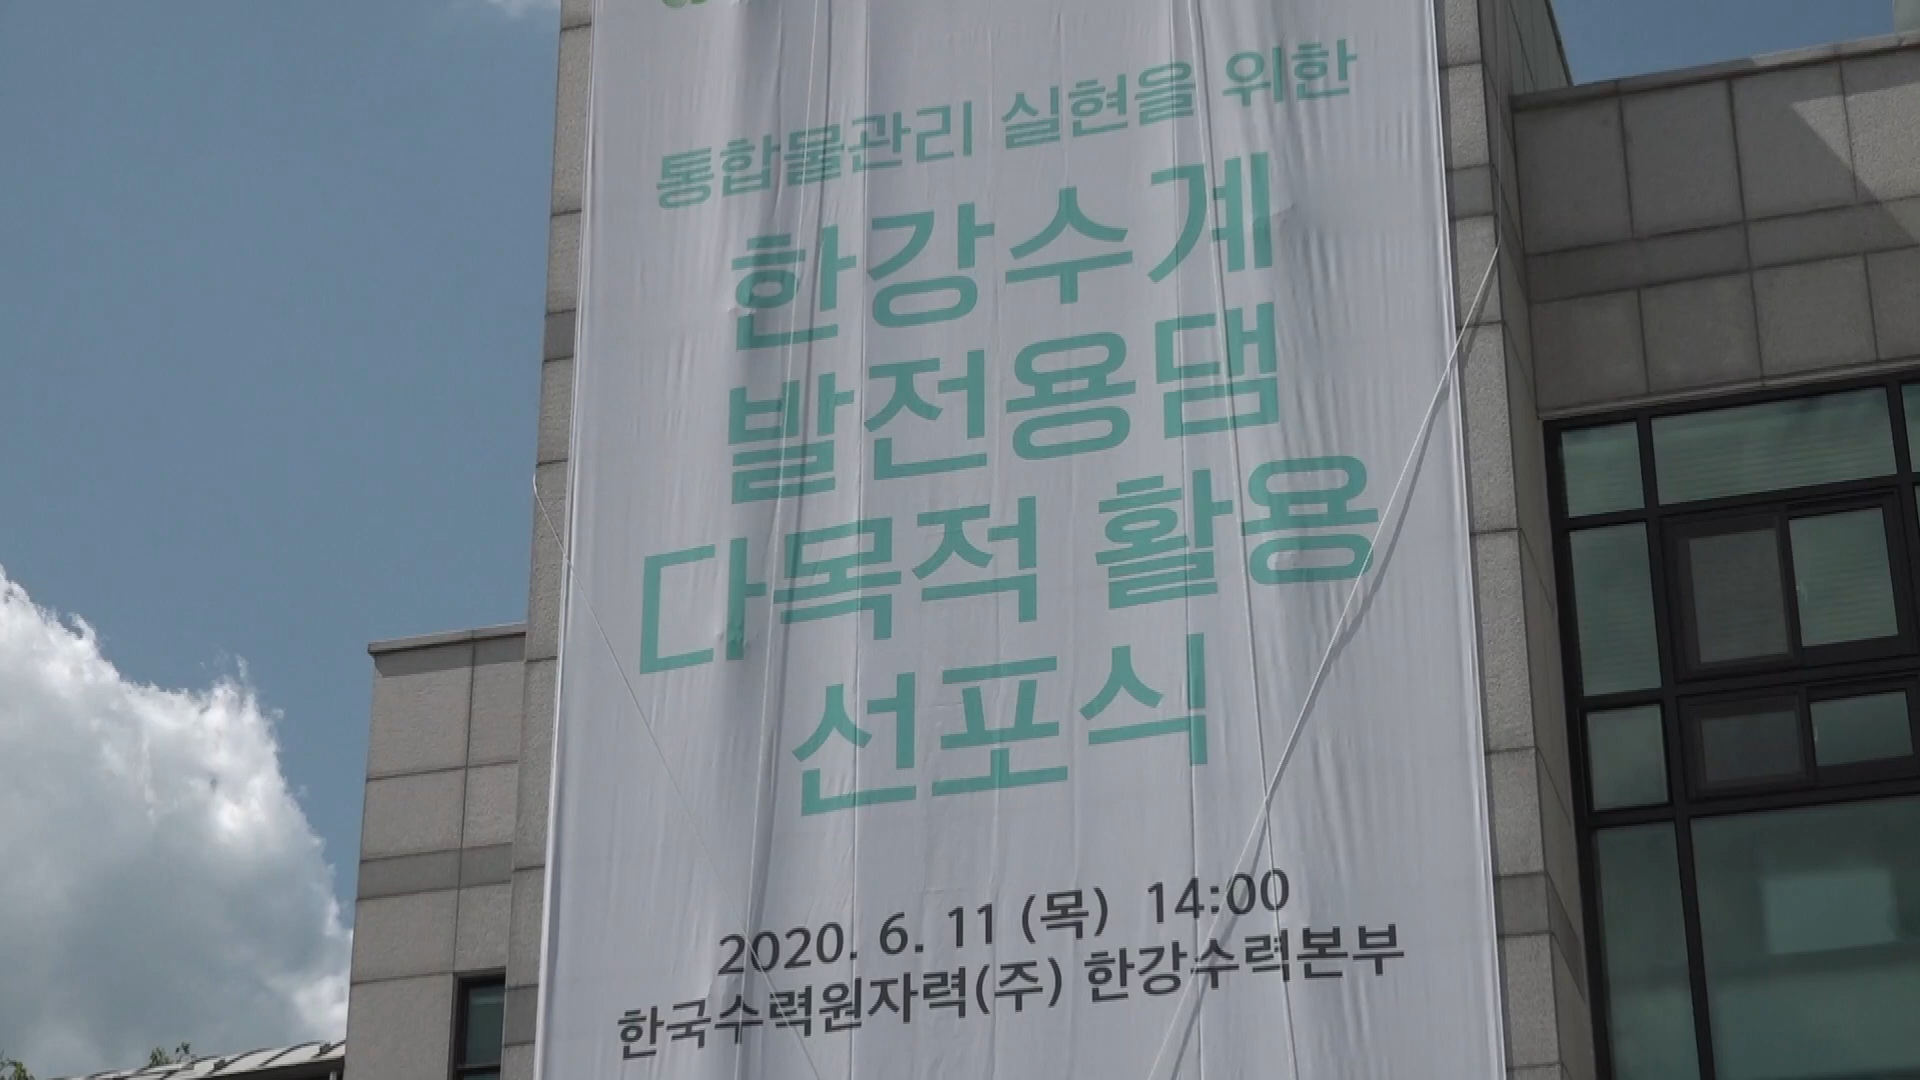 통합물관리 실현을 위한
한강수계
발전용댐
다목적 활용
선포식
2020. 6. 11 (목) 14:00
한국수력원자력(주) 한강수력본부